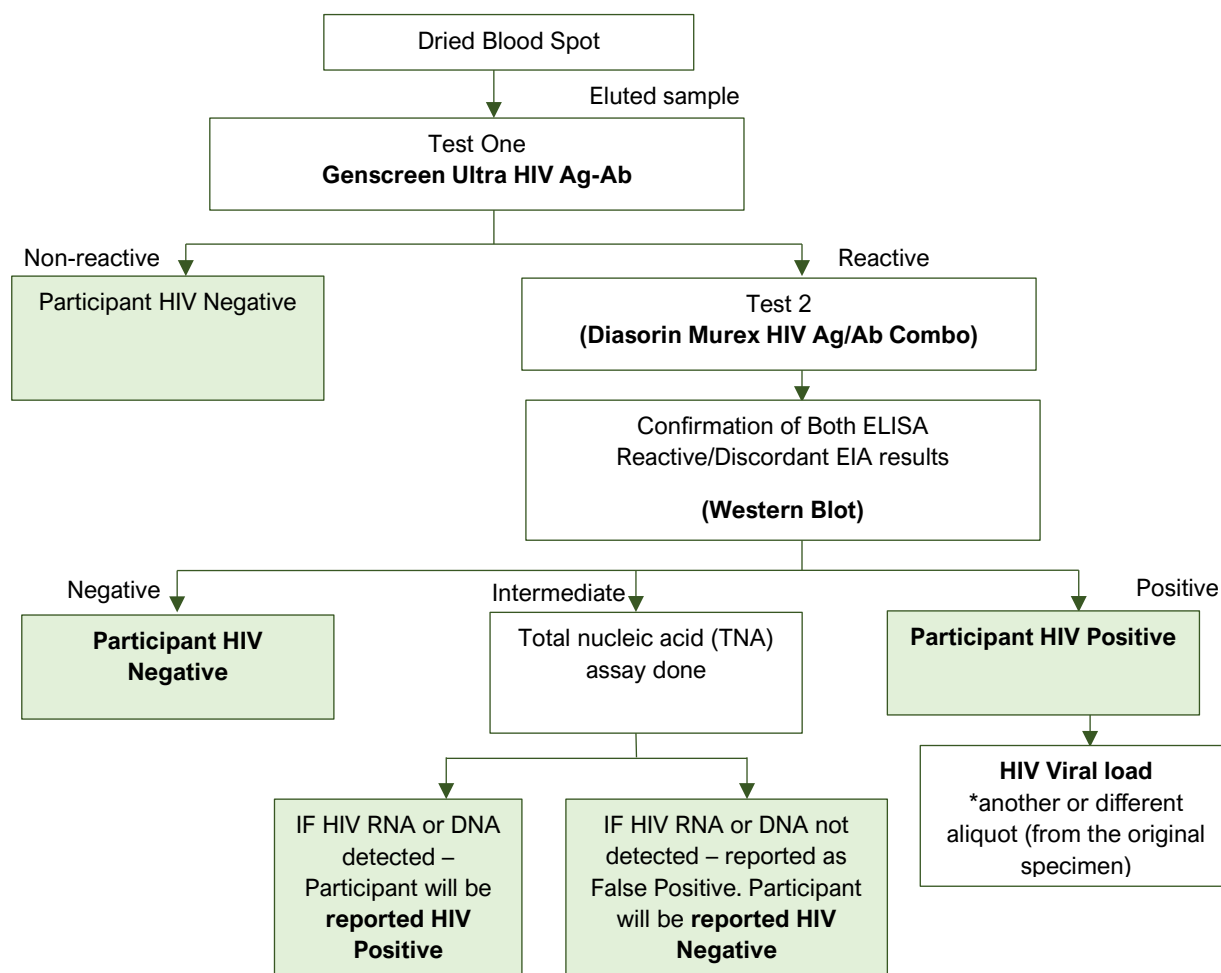 Dried Blood Spot
Eluted sample
Test One
Genscreen Ultra HIV Ag-Ab
Non-reactive
Reactive
Participant HIV Negative
Test 2
(Diasorin Murex HIV Ag/Ab Combo)
Confirmation of Both ELISA
Reactive/Discordant EIA results
(Western Blot)
Negative
Intermediate
Positive
Participant HIV
Negative
Total nucleic acid (TNA)
assay done
Participant HIV Positive
HIV Viral load
*another or different
aliquot (from the original
specimen)
IF HIV RNA or DNA
detected –
Participant will be
reported HIV
Positive
IF HIV RNA or DNA not
detected – reported as
False Positive. Participant
will be reported HIV
Negative